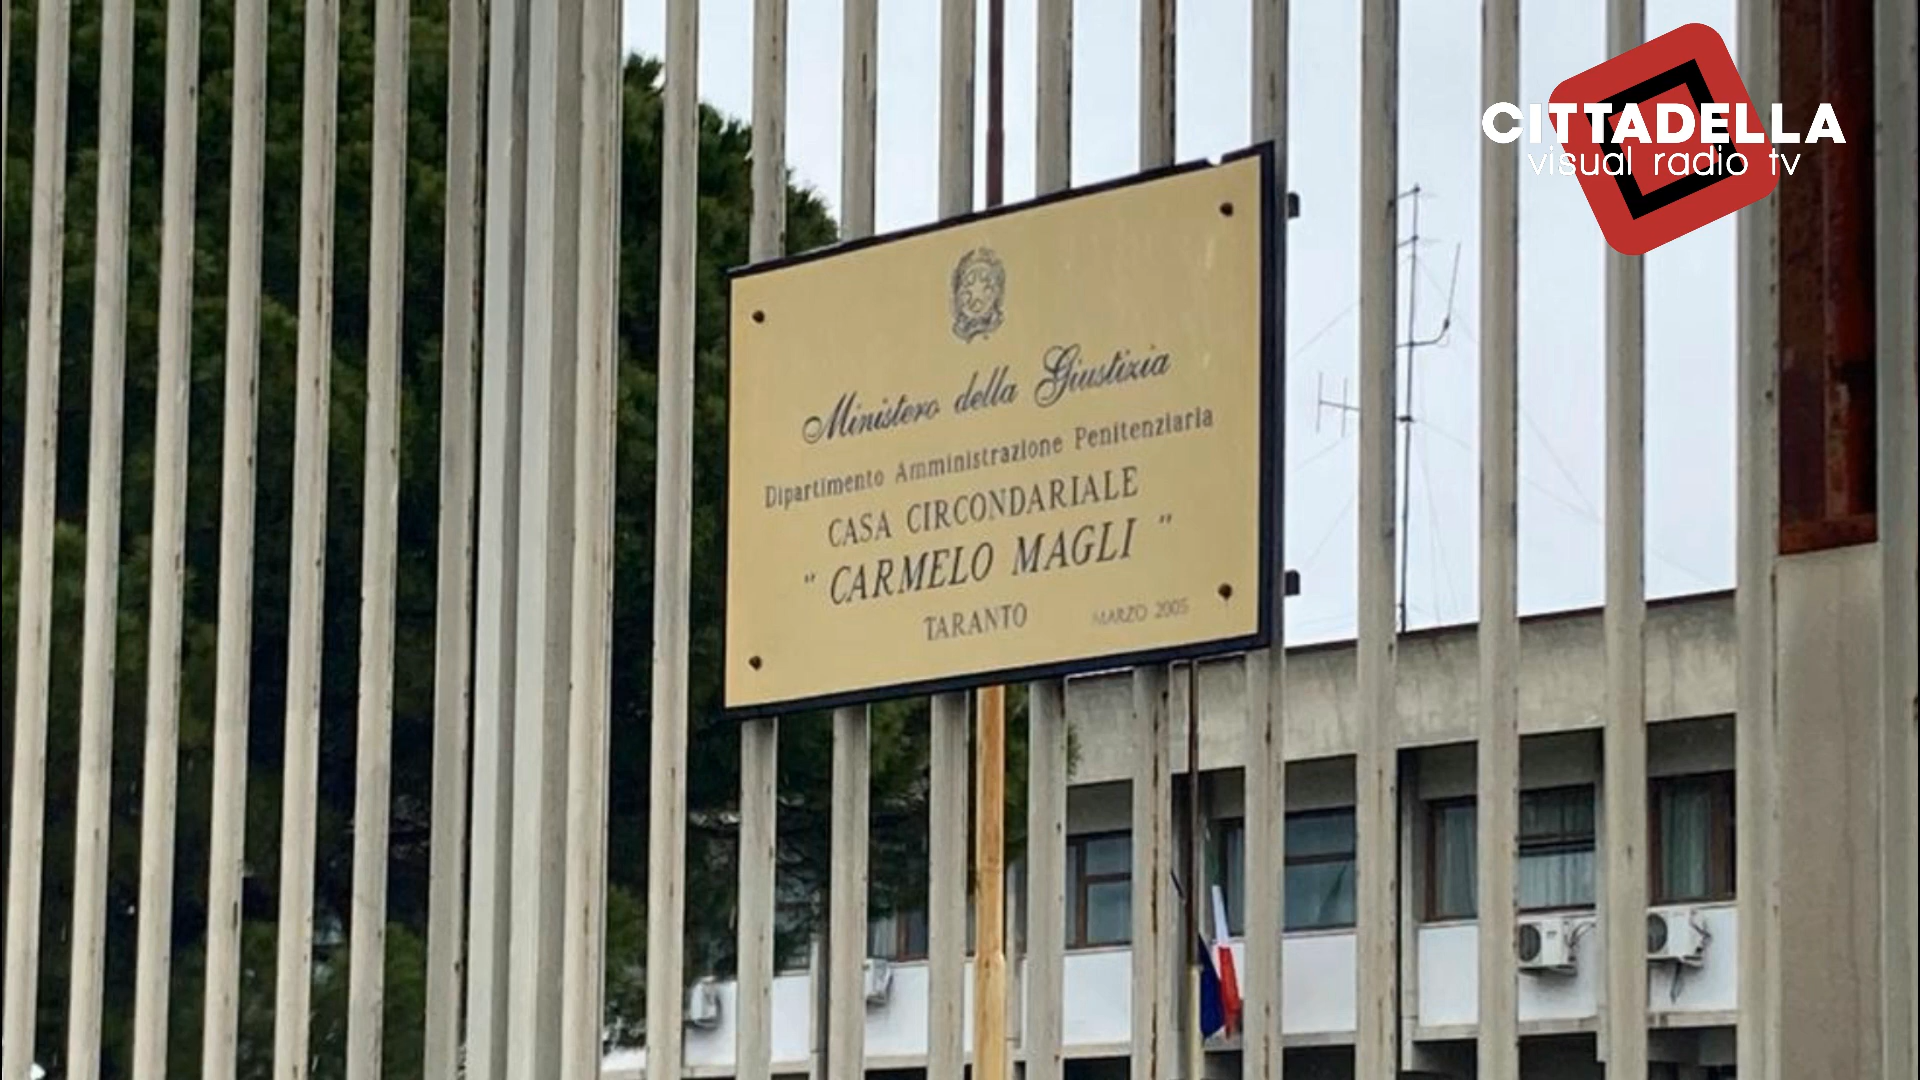 CITTADELLA
visual radio tv
Ministero della Giustizia
Dipartimento Amministrazione Penitenziaria
CASA CIRCONDARIALE
" CARMELO MAGLI "
TARANTO MARZO 2005